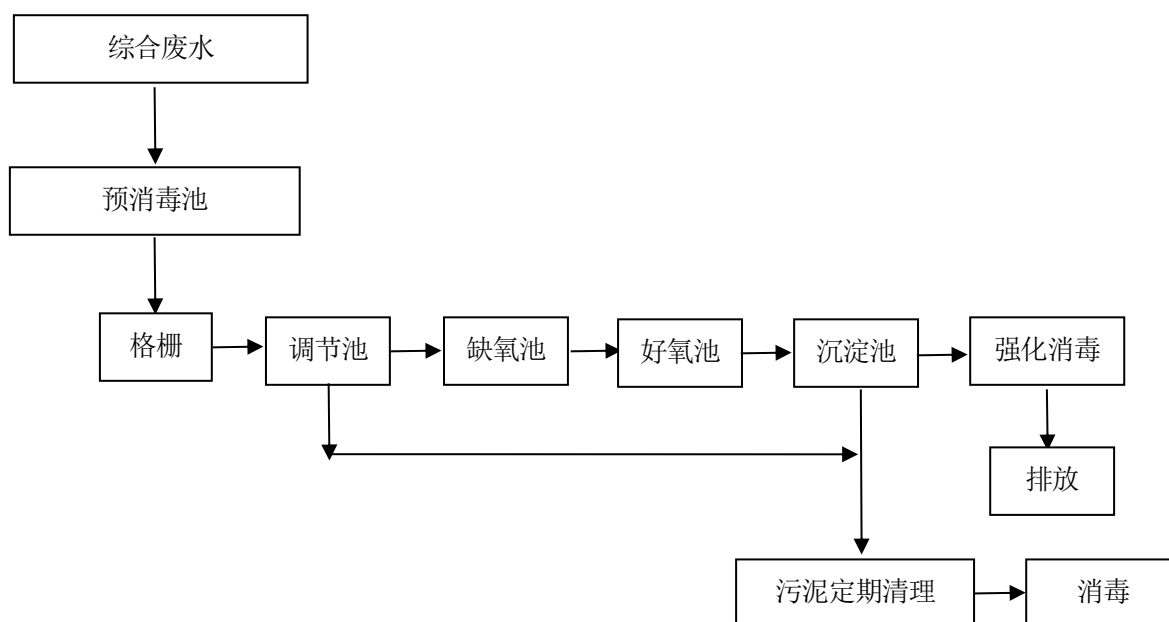 综合废水
预消毒池
格栅
调节池
缺氧池
好氧池
沉淀池
强化消毒
排放
污泥定期清理
消毒